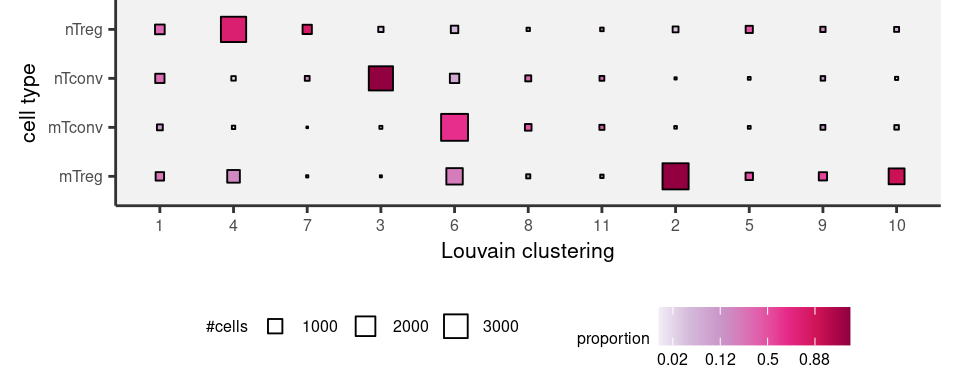 nTreg
nTconv
mTconv
mTreg
cell type
1 4 7 3 6 8 11 2 5 9 10
Louvain clustering
#cells 1000 2000 3000
proportion
0.02 0.12 0.5 0.88